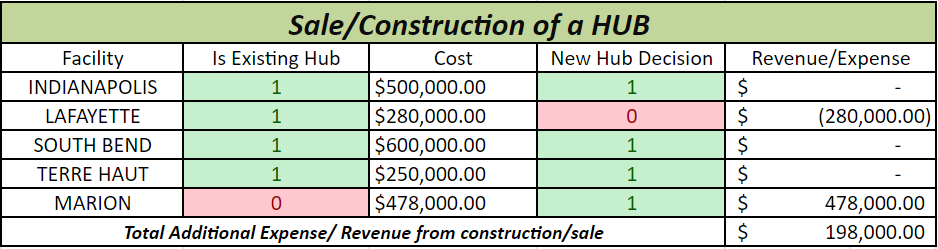 Sale/Construction of a HUB
Facility Is Existing Hub Cost New Hub Decision Revenue/Expense
INDIANAPOLIS 1 $500,000.00 1 $ -
LAFAYETTE 1 $280,000.00 0 $ (280,000.00)
SOUTH BEND 1 $600,000.00 1 $ -
TERRE HAUT 1 $250,000.00 1 $ -
MARION 0 $478,000.00 1 $ 478,000.00
Total Additional Expense/ Revenue from construction/sale $ 198,000.00